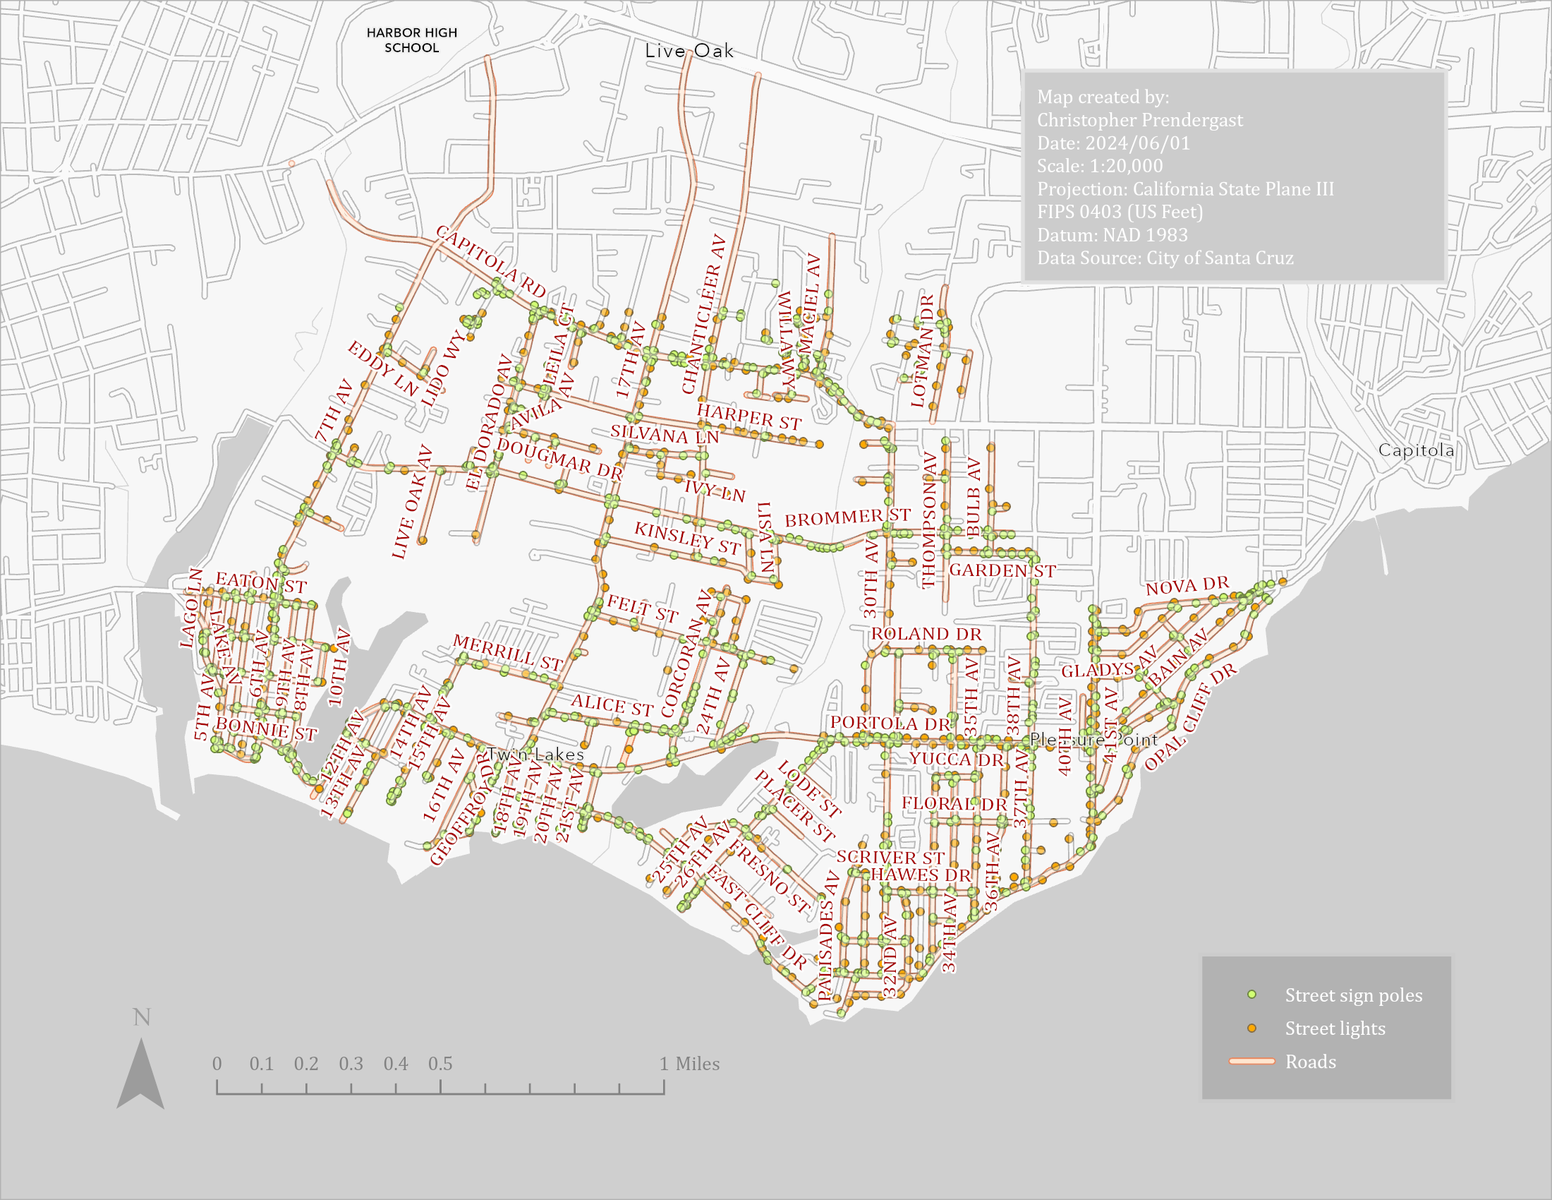 HARBOR HIGH
SCHOOL
Live Oak
Map created by:
Christopher Prendergast
Date: 2024/06/01
Scale: 1:20,000
Projection: California State Plane III
FIPS 0403 (US Feet)
Datum: NAD 1983
Data Source: City of Santa Cruz
CAPITOLA RD
CHANTICLEER AV
WILLA WY
MACIEL AV
LOTMAN DR
LEILA CT
17TH AV
EDDY LN
LIDO WY
7TH AV
EL DORADO AV
AVILA AV
HARPER ST
SILVANA LN
DOUGMAR DR
IVY LN
LIVE OAK AV
Capitola
LISA LN
BROMMER ST
THOMPSON AV
BULB AV
KINSLEY ST
30TH AV
GARDEN ST
EATON ST
LAGO LN
LAKE AV
NOVA DR
FELT ST
CORCORAN AV
ROLAND DR
MERRILL ST
6TH AV
9TH AV
8TH AV
10TH AV
GLADYS AV
BAIN AV
24TH AV
35TH AV
38TH AV
5TH AV
BONNIE ST
ALICE ST
14TH AV
15TH AV
12TH AV
13TH AV
PORTOLA DR
40TH AV
41ST AV
OPAL CLIFF DR
Pleasure Point
Twin Lakes
16TH AV
GEOFFROY DR
18TH AV
19TH AV
20TH AV
21ST AV
YUCCA DR
LODE ST
PLACER ST
FLORAL DR
37TH AV
25TH AV
26TH AV
FRESNO ST
SCRIVER ST
HAWES DR
36TH AV
EAST CLIFF DR
PALISADES AV
32ND AV
34TH AV
Street sign poles
Street lights
Roads
N
0 0.1 0.2 0.3 0.4 0.5 1 Miles